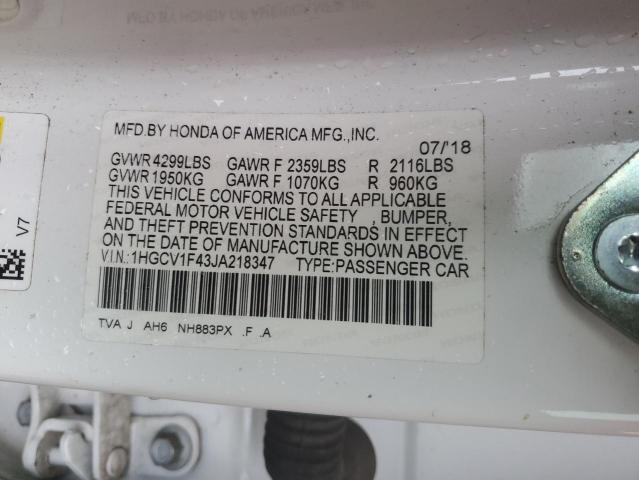 MFD.BY HONDA OF AMERICA MFG.,INC.
07/'18
GVWR 4299LBS GAWR F 2359LBS R 2116LBS
GVWR 1950KG GAWR F 1070KG R 960KG
THIS VEHICLE CONFORMS TO ALL APPLICABLE
FEDERAL MOTOR VEHICLE SAFETY , BUMPER,
AND THEFT PREVENTION STANDARDS IN EFFECT
ON THE DATE OF MANUFACTURE SHOWN ABOVE.
V.I.N.:1HGCV1F43JA218347 TYPE:PASSENGER CAR
TVA J AH6 NH883PX .F .A
V7